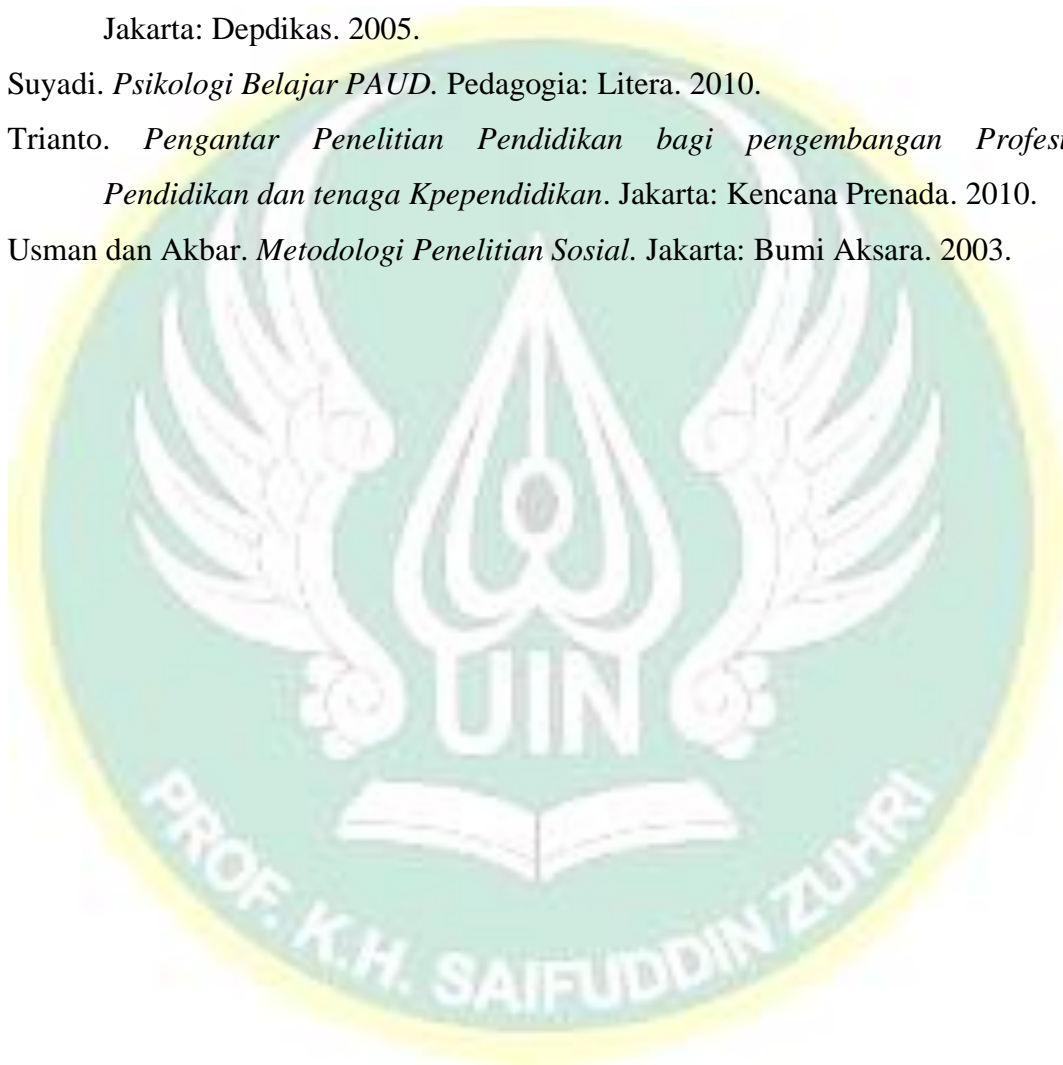 Jakarta: Depdikas. 2005.
Suyadi. Psikologi Belajar PAUD. Pedagogia: Litera. 2010.
Trianto. Pengantar Penelitian Pendidikan bagi pengembangan Profesi
Pendidikan dan tenaga Kpependidikan. Jakarta: Kencana Prenada. 2010.
Usman dan Akbar. Metodologi Penelitian Sosial. Jakarta: Bumi Aksara. 2003.
UIN
PROF. K.H. SAIFUDDIN ZUHRI